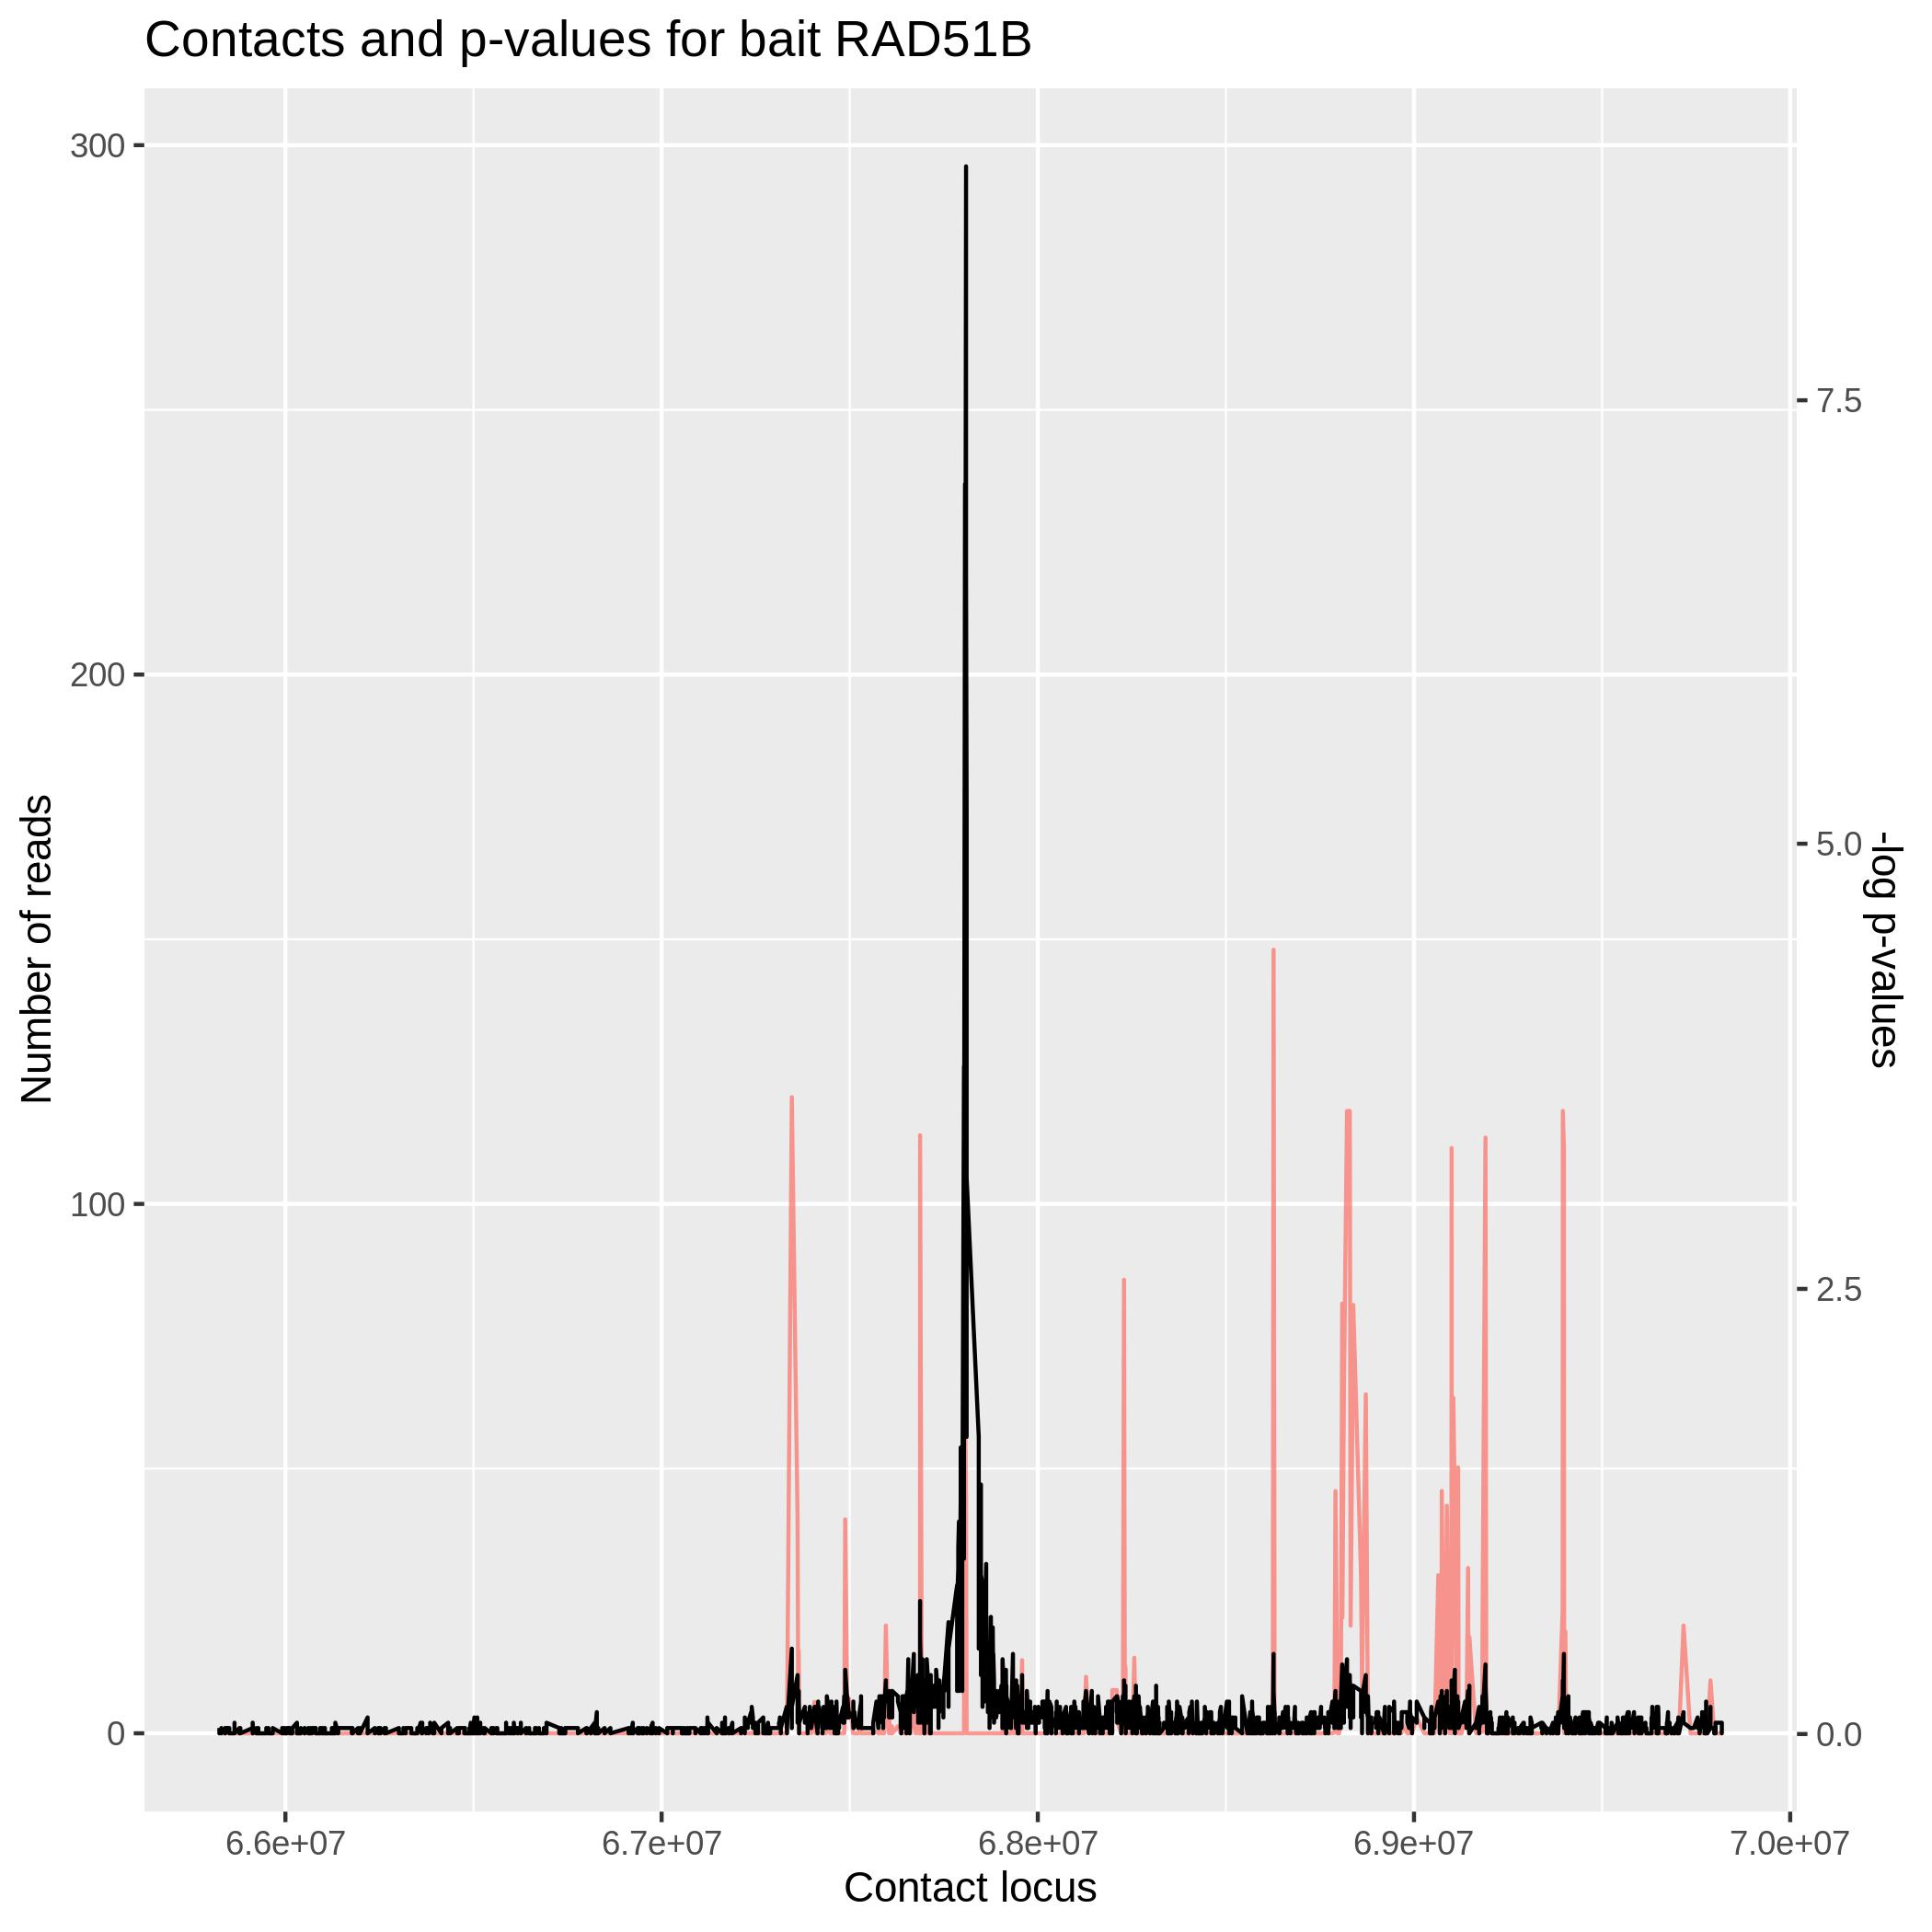 Contacts and p-values for bait RAD51B
300
200
100
0
Number of reads
7.5
5.0
2.5
0.0
-log p-values
6.6e+07 6.7e+07 6.8e+07 6.9e+07 7.0e+07
Contact locus